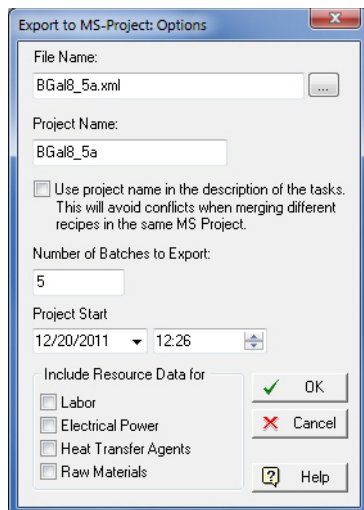 Export to MS-Project: Options
File Name:
BGal8_5a.xml
...
Project Name:
BGal8_5a
Use project name in the description of the tasks.
This will avoid conflicts when merging different
recipes in the same MS Project.
Number of Batches to Export:
5
Project Start
12/20/2011 12:26
Include Resource Data for
Labor
Electrical Power
Heat Transfer Agents
Raw Materials
OK
Cancel
Help